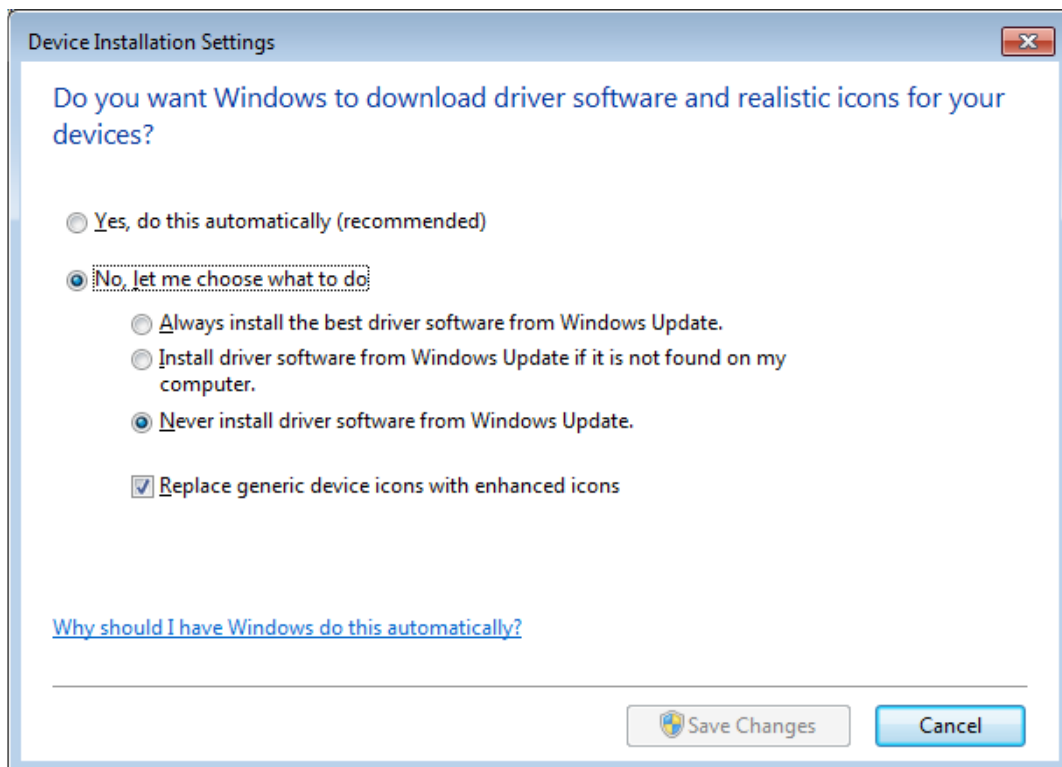 Device Installation Settings
Do you want Windows to download driver software and realistic icons for your
devices?
Yes, do this automatically (recommended)
No, let me choose what to do
Always install the best driver software from Windows Update.
Install driver software from Windows Update if it is not found on my
computer.
Never install driver software from Windows Update.
Replace generic device icons with enhanced icons
Why should I have Windows do this automatically?
Save Changes
Cancel